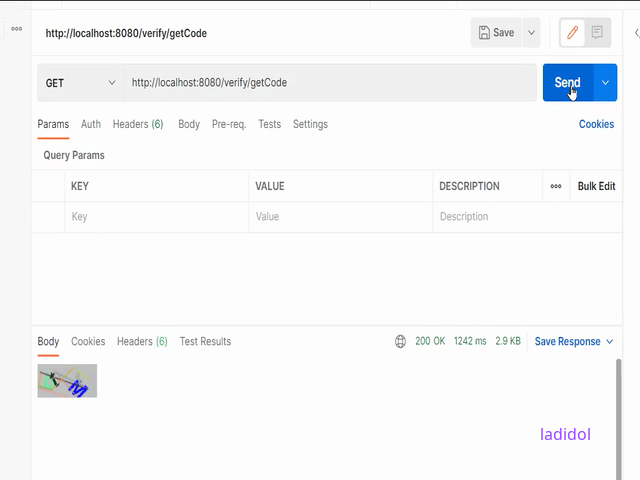 http://localhost:8080/verify/getCode
Save
GET
http://localhost:8080/verify/getCode
Send
Params Auth Headers (6) Body Pre-req. Tests Settings Cookies
Query Params
KEY VALUE DESCRIPTION ooo Bulk Edit
Key Value Description
Body Cookies Headers (6) Test Results 200 OK 1242 ms 2.9 KB Save Response
ladidol